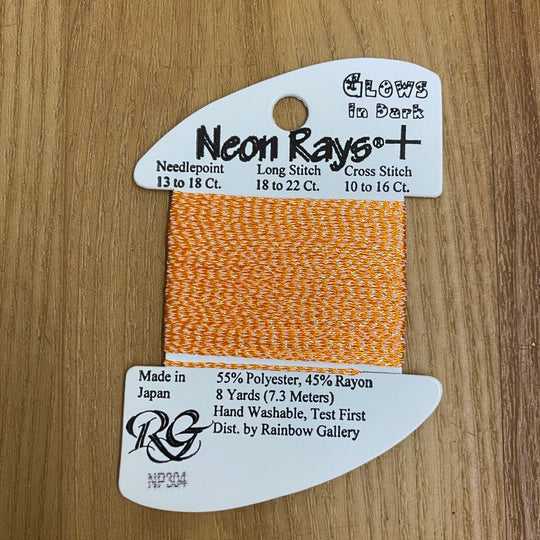 Glows
in Dark
Neon Rays®+
Needlepoint Long Stitch Cross Stitch
13 to 18 Ct. 18 to 22 Ct. 10 to 16 Ct.
Made in
Japan
55% Polyester, 45% Rayon
8 Yards (7.3 Meters)
Hand Washable, Test First
Dist. by Rainbow Gallery
RG
NP304